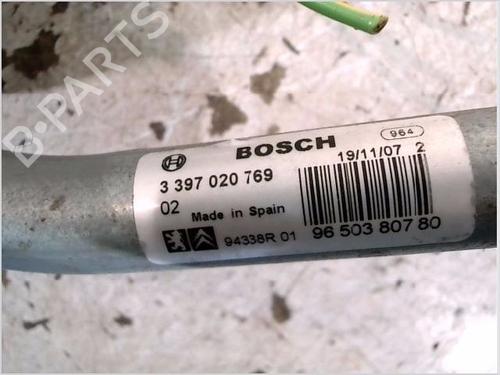 B-PARTS
BOSCH
964
3 397 020 769
19/11/07 2
02 Made in Spain
94338R 01
96 503 807 80